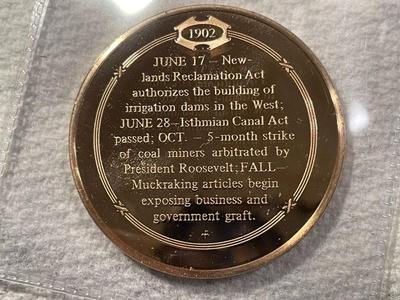 1902
JUNE 17 — New-
lands Reclamation Act
authorizes the building of
irrigation dams in the West;
JUNE 28—Isthmian Canal Act
passed; OCT. — 5-month strike
of coal miners arbitrated by
President Roosevelt; FALL—
Muckraking articles begin
exposing business and
government graft.